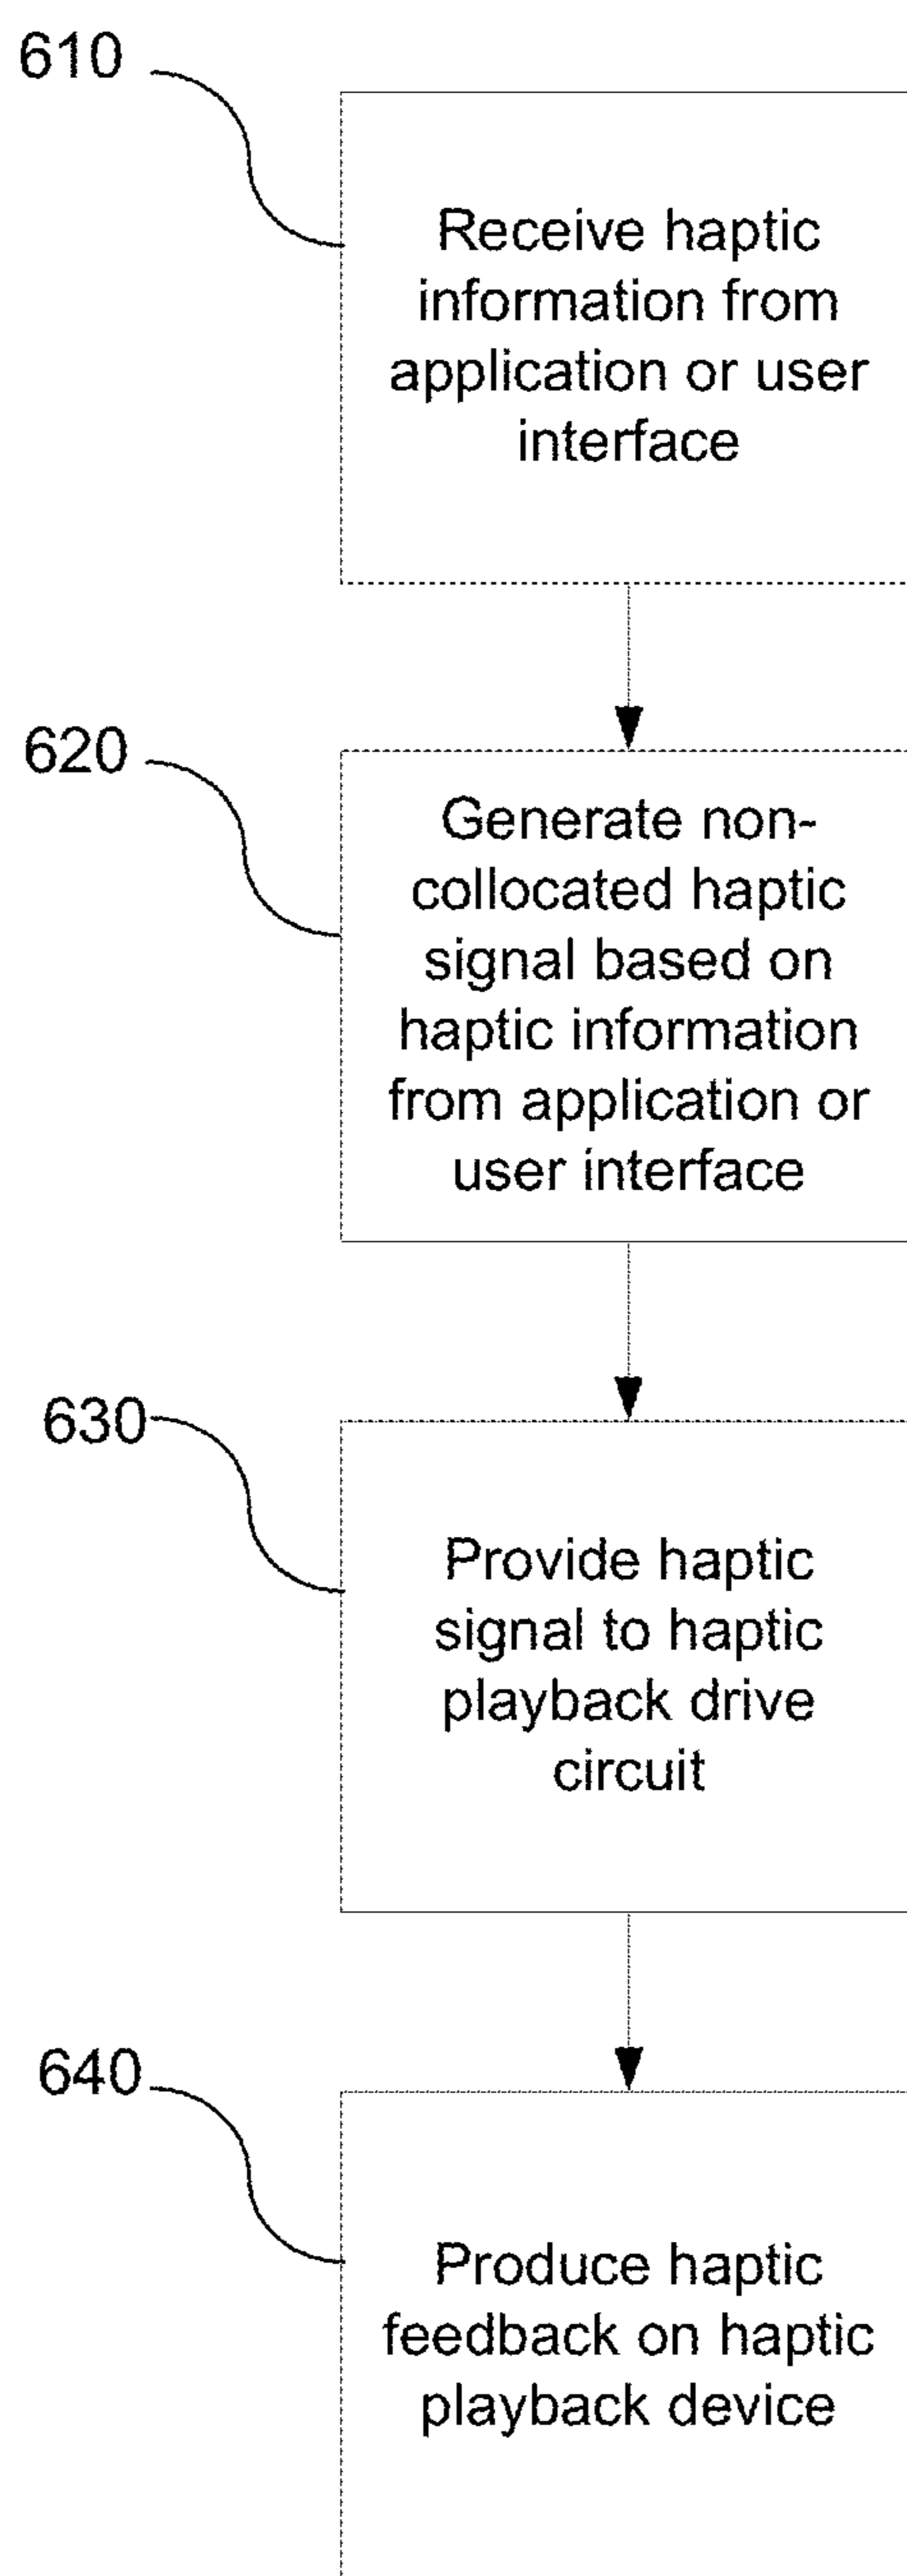 610
Receive haptic
information from
application or user
interface
620
Generate non-
collocated haptic
signal based on
haptic information
from application or
user interface
630
Provide haptic
signal to haptic
playback drive
circuit
640
Produce haptic
feedback on haptic
playback device